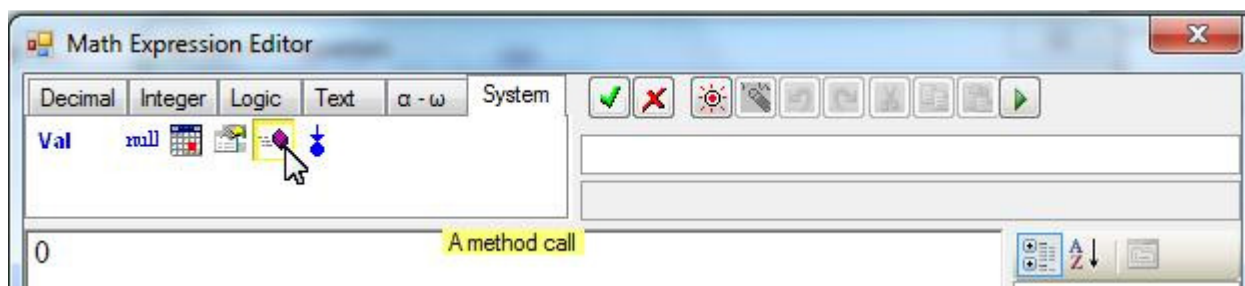 Math Expression Editor
Decimal Integer Logic Text α - ω System
Val null
A method call
0
A Z